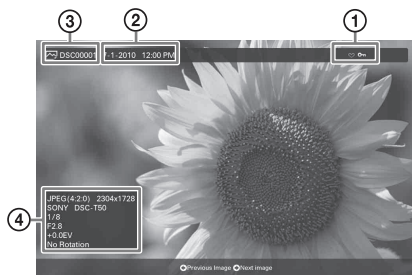 3
2
1
DSC00001 1-1-2010 12:00 PM
4
JPEG(4:2:0) 2304x1728
SONY DSC-T50
1/8
F2.8
+0.0EV
No Rotation
Previous Image Next image